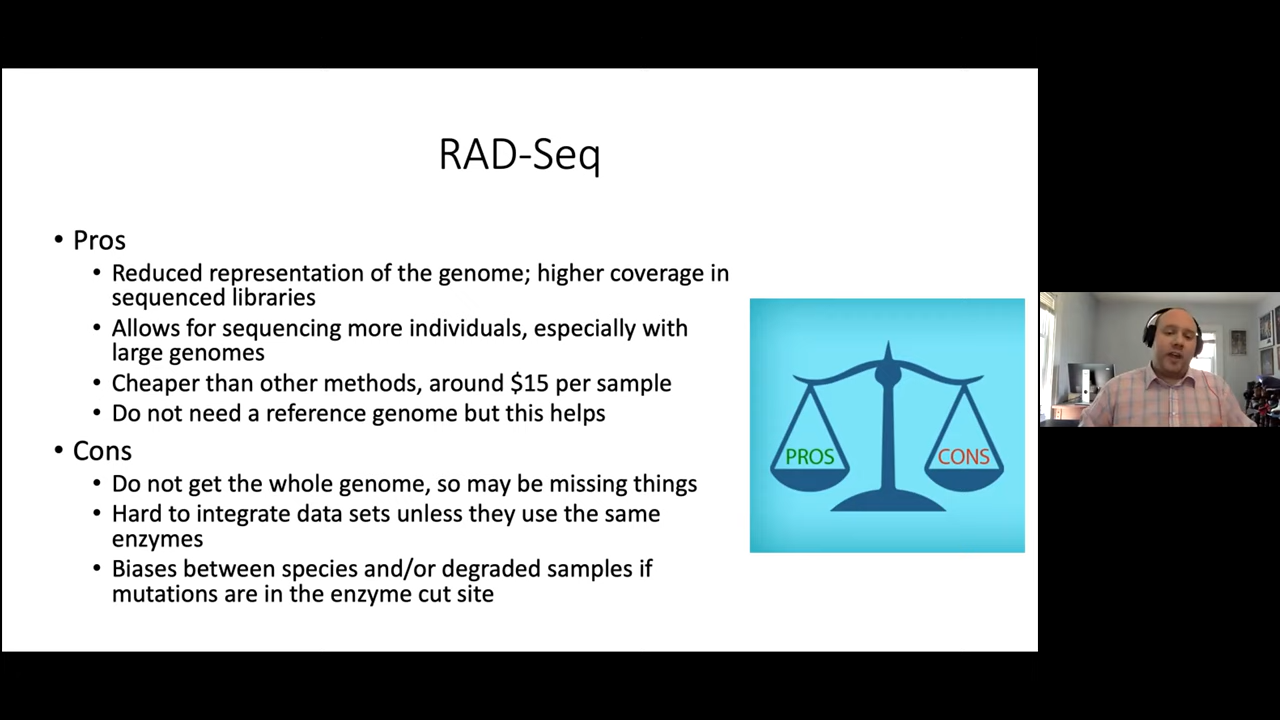 RAD-Seq
• Pros
• Reduced representation of the genome; higher coverage in
sequenced libraries
• Allows for sequencing more individuals, especially with
large genomes
• Cheaper than other methods, around $15 per sample
• Do not need a reference genome but this helps
• Cons
• Do not get the whole genome, so may be missing things
• Hard to integrate data sets unless they use the same
enzymes
• Biases between species and/or degraded samples if
mutations are in the enzyme cut site
PROS
CONS